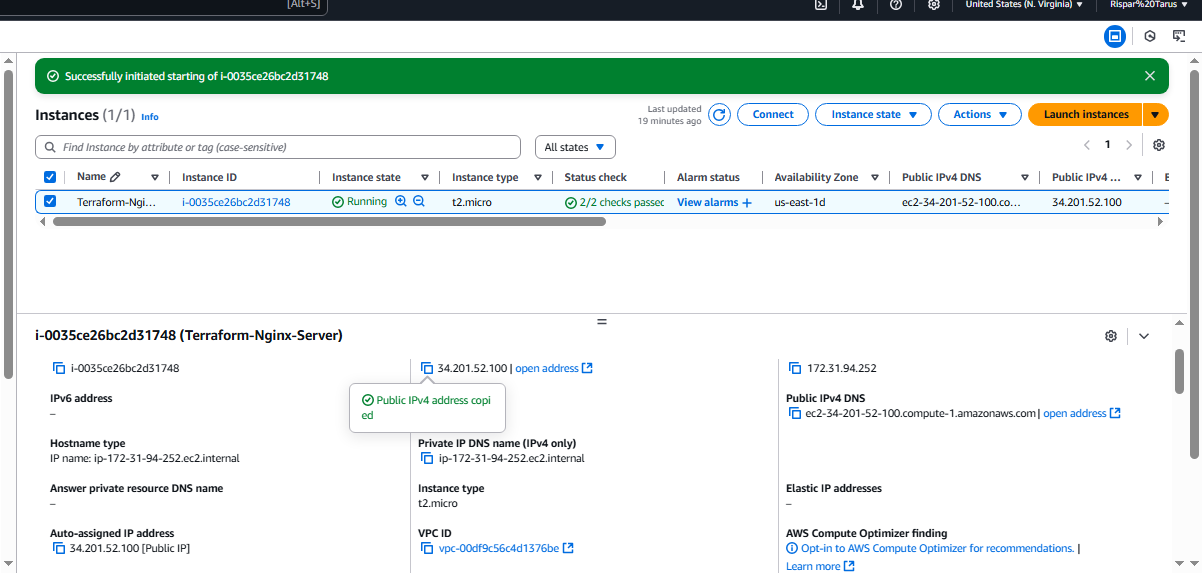 [Alt+S]
United States (N. Virginia)
Rispar%20Tarus
Successfully initiated starting of i-0035ce26bc2d31748
Instances (1/1) Info
Last updated
19 minutes ago
Connect
Instance state
Actions
Launch instances
Find Instance by attribute or tag (case-sensitive)
All states
1
Name
Instance ID
Instance state
Instance type
Status check
Alarm status
Availability Zone
Public IPv4 DNS
Public IPv4 ...
E
Terraform-Ngi...
i-0035ce26bc2d31748
Running
t2.micro
2/2 checks passec
View alarms +
us-east-1d
ec2-34-201-52-100.co...
34.201.52.100
–
i-0035ce26bc2d31748 (Terraform-Nginx-Server)
i-0035ce26bc2d31748
34.201.52.100 | open address
172.31.94.252
Public IPv4 address copi
ed
IPv6 address
–
Public IPv4 DNS
ec2-34-201-52-100.compute-1.amazonaws.com | open address
Hostname type
IP name: ip-172-31-94-252.ec2.internal
Private IP DNS name (IPv4 only)
ip-172-31-94-252.ec2.internal
Answer private resource DNS name
–
Instance type
t2.micro
Elastic IP addresses
–
Auto-assigned IP address
34.201.52.100 [Public IP]
VPC ID
vpc-00df9c56c4d1376be
AWS Compute Optimizer finding
Opt-in to AWS Compute Optimizer for recommendations. |
Learn more